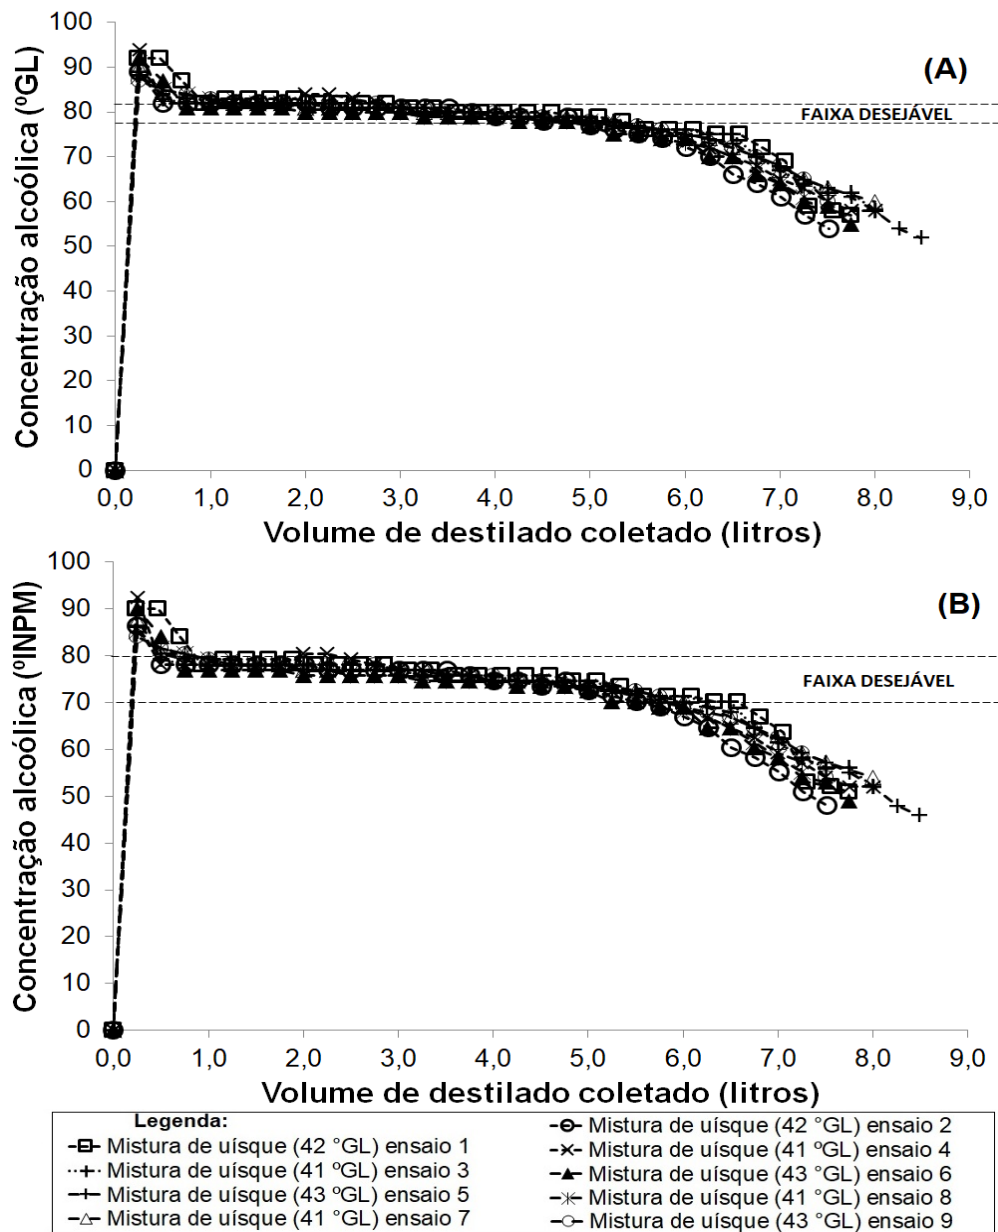 100
90
80
70
60
50
40
30
20
10
0
Concentração alcoólica (ºGL)
(A)
FAIXA DESEJÁVEL
0,0 1,0 2,0 3,0 4,0 5,0 6,0 7,0 8,0 9,0
Volume de destilado coletado (litros)
100
90
80
70
60
50
40
30
20
10
0
Concentração alcoólica (ºINPM)
(B)
FAIXA DESEJÁVEL
0,0 1,0 2,0 3,0 4,0 5,0 6,0 7,0 8,0 9,0
Volume de destilado coletado (litros)
Legenda:
Mistura de uísque (42 °GL) ensaio 1
Mistura de uísque (41 ºGL) ensaio 3
Mistura de uísque (43 ºGL) ensaio 5
Mistura de uísque (41 °GL) ensaio 7
Mistura de uísque (42 °GL) ensaio 2
Mistura de uísque (41 ºGL) ensaio 4
Mistura de uísque (43 °GL) ensaio 6
Mistura de uísque (41 °GL) ensaio 8
Mistura de uísque (43 °GL) ensaio 9